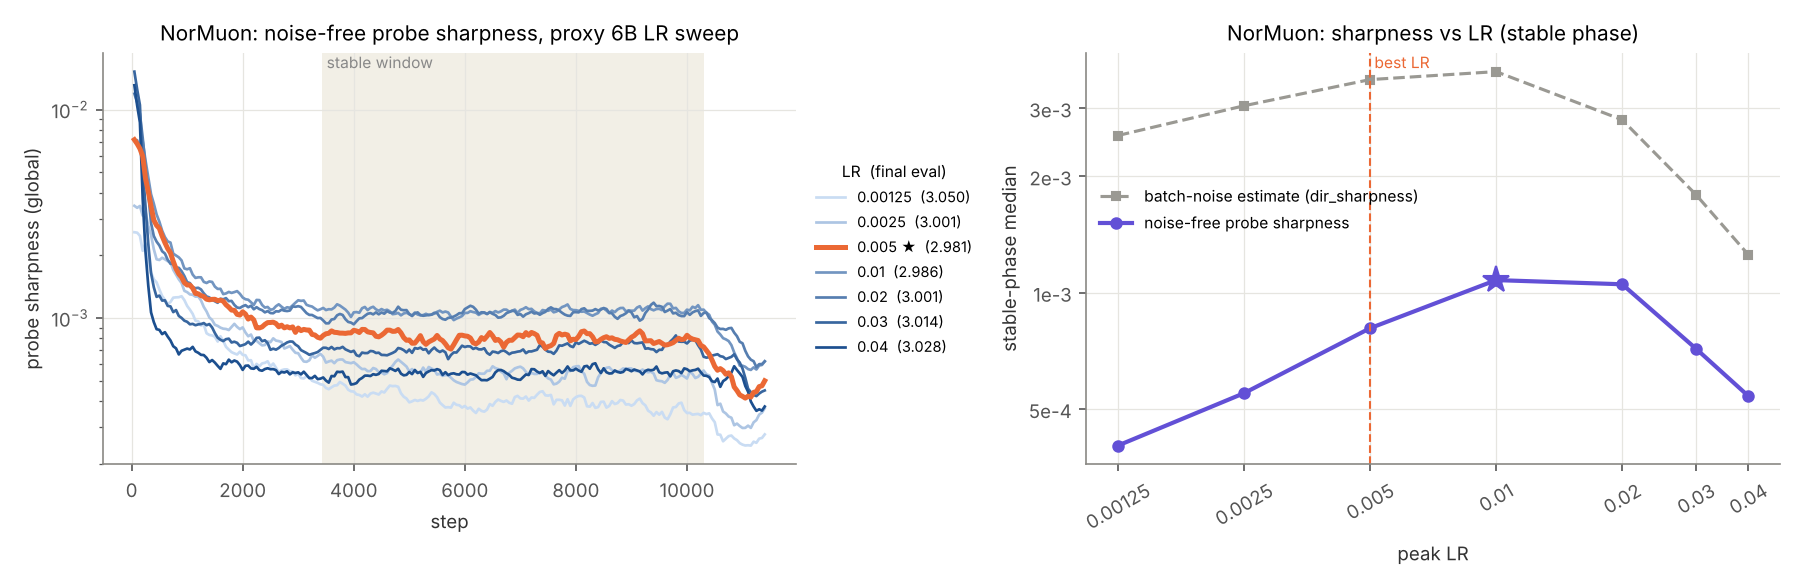 NorMuon: noise-free probe sharpness, proxy 6B LR sweep
stable window
10⁻²
10⁻³
probe sharpness (global)
0
2000
4000
6000
8000
10000
step
LR (final eval)
0.00125 (3.050)
0.0025 (3.001)
0.005 ★ (2.981)
0.01 (2.986)
0.02 (3.001)
0.03 (3.014)
0.04 (3.028)
NorMuon: sharpness vs LR (stable phase)
best LR
3e-3
2e-3
1e-3
5e-4
stable-phase median
batch-noise estimate (dir_sharpness)
noise-free probe sharpness
0.00125
0.0025
0.005
0.01
0.02
0.03
0.04
peak LR